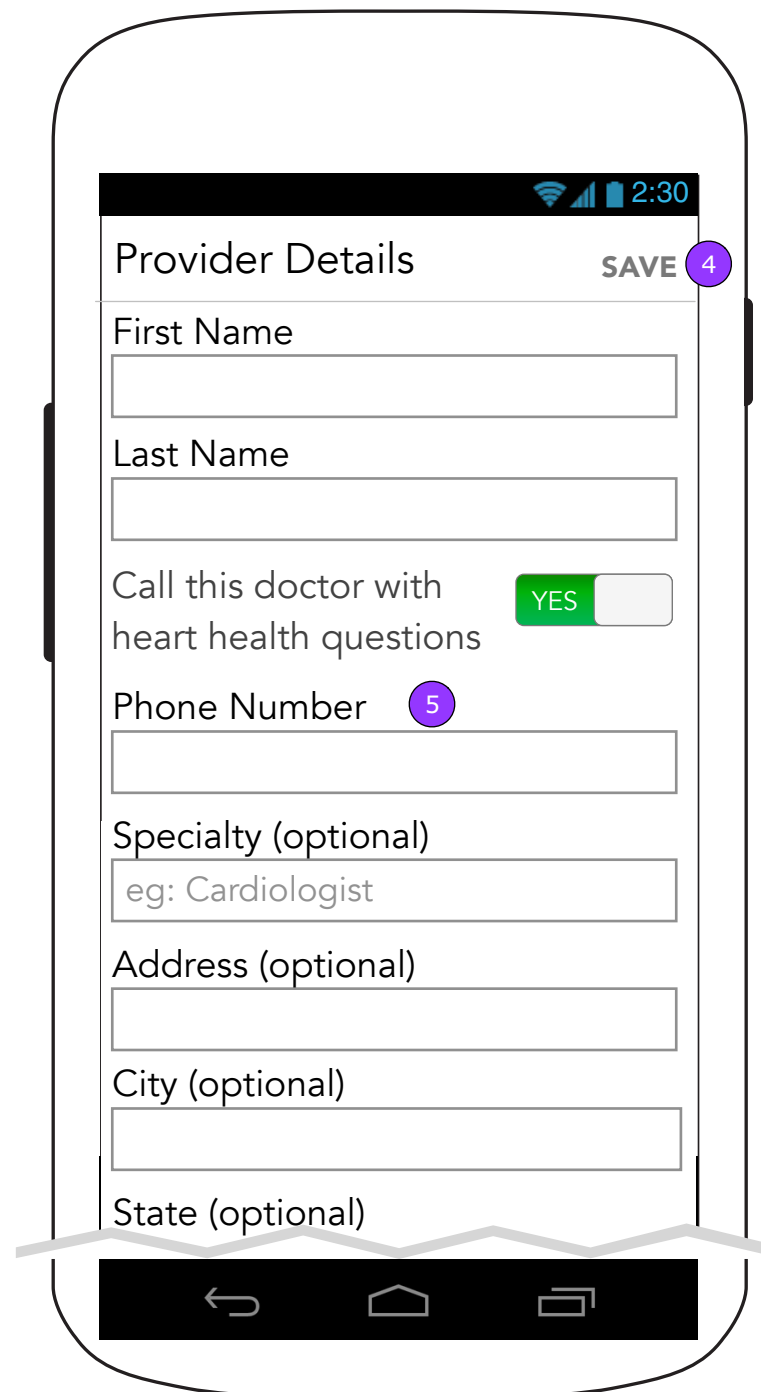 2:30
Provider Details
SAVE
4
First Name
Last Name
Call this doctor with
heart health questions
YES
Phone Number
5
Specialty (optional)
eg: Cardiologist
Address (optional)
City (optional)
State (optional)